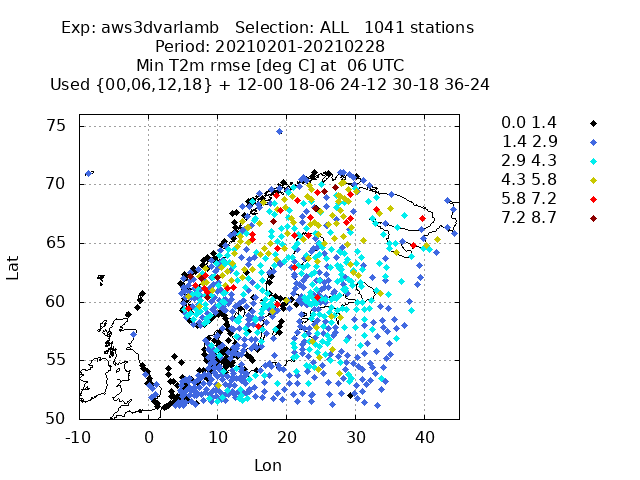 Exp: aws3dvarlamb   Selection: ALL   1041 stations
Period: 20210201-20210228
Min T2m rmse [deg C] at  06 UTC
Used {00,06,12,18} + 12-00 18-06 24-12 30-18 36-24
0.0 1.4
1.4 2.9
2.9 4.3
4.3 5.8
5.8 7.2
7.2 8.7
75
70
65
60
55
50
Lat
-10 0 10 20 30 40
Lon